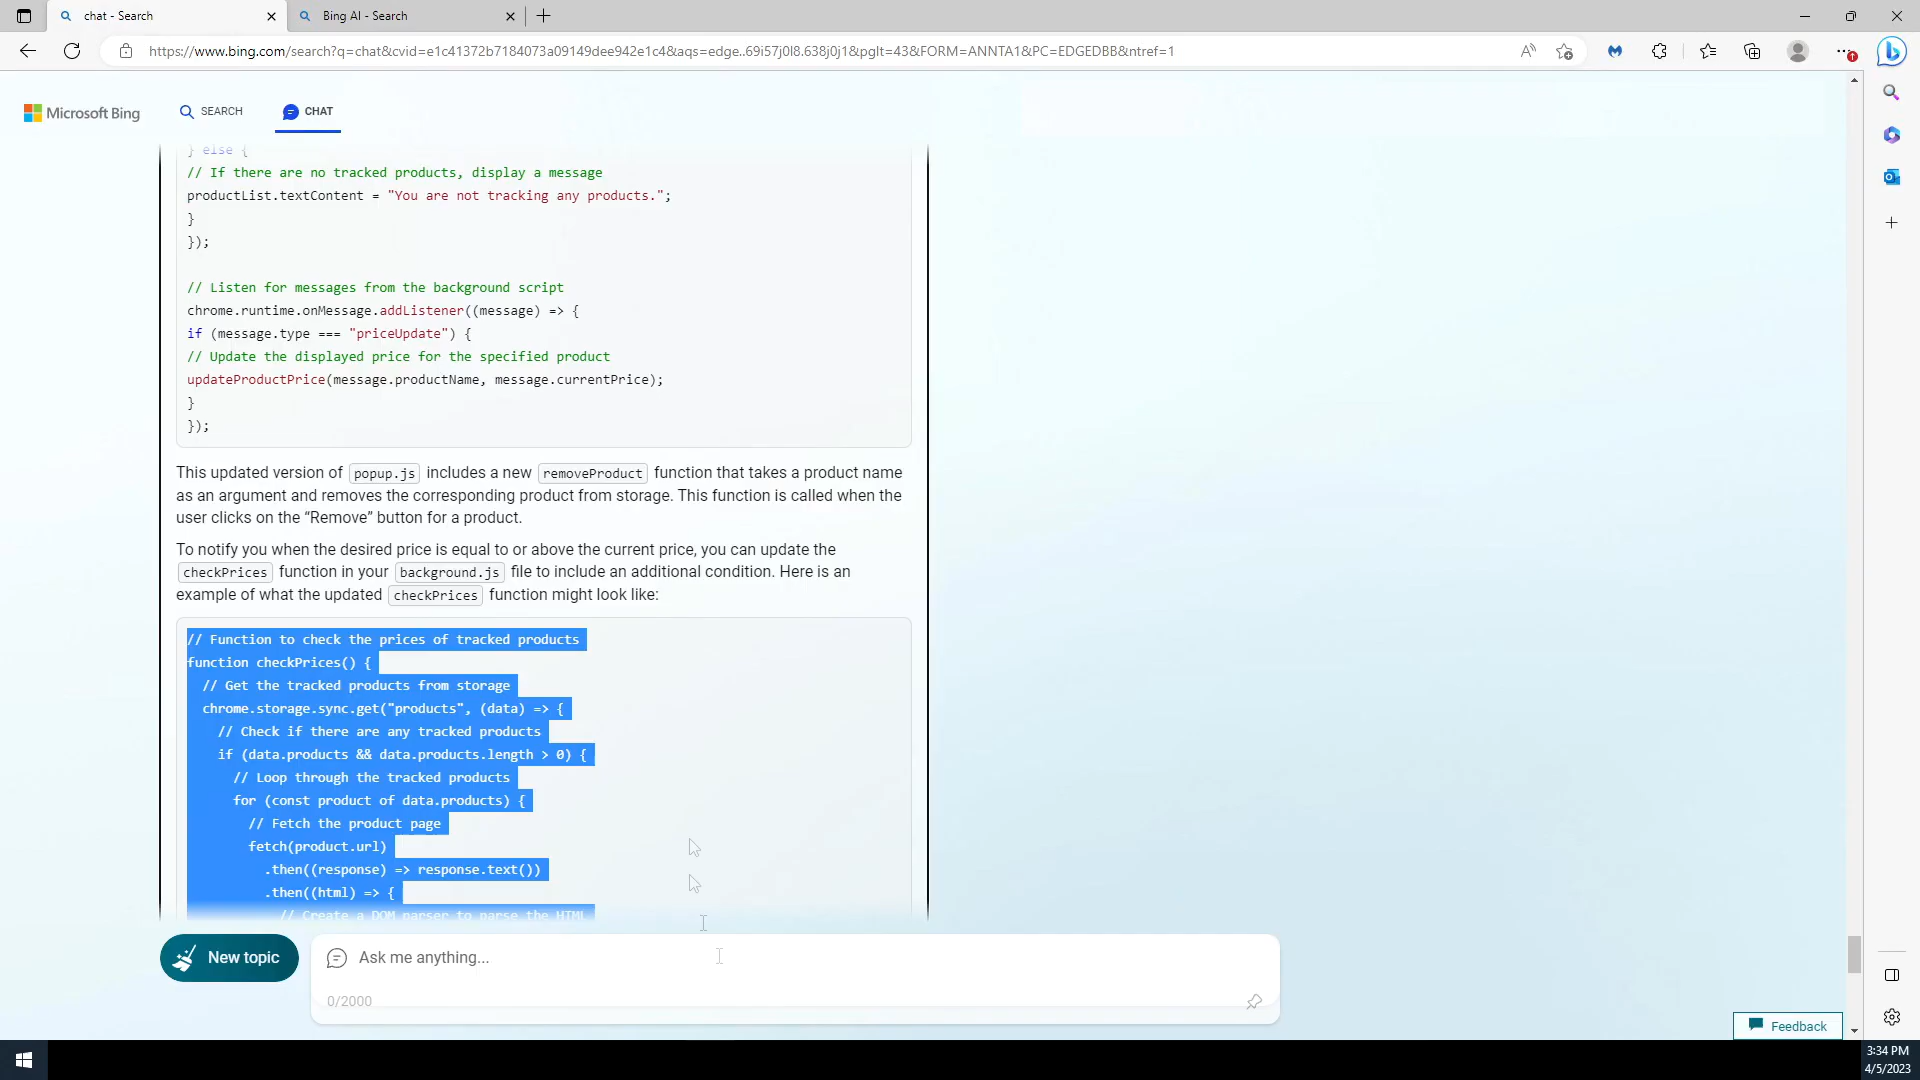 chat - Search
Bing AI - Search
https://www.bing.com/search?q=chat&cvid=e1c41372b7184073a09149dee942e1c4&aqs=edge..69i57j0l8.638j0j1&pglt=43&FORM=ANNTA1&PC=EDGEDBB&ntref=1
Microsoft Bing
SEARCH
CHAT
} else {
// If there are no tracked products, display a message
productList.textContent = "You are not tracking any products.";
}
});
// Listen for messages from the background script
chrome.runtime.onMessage.addListener((message) => {
if (message.type === "priceUpdate") {
// Update the displayed price for the specified product
updateProductPrice(message.productName, message.currentPrice);
}
});
This updated version of popup.js includes a new removeProduct function that takes a product name
as an argument and removes the corresponding product from storage. This function is called when the
user clicks on the “Remove” button for a product.
To notify you when the desired price is equal to or above the current price, you can update the
checkPrices function in your background.js file to include an additional condition. Here is an
example of what the updated checkPrices function might look like:
// Function to check the prices of tracked products
function checkPrices() {
// Get the tracked products from storage
chrome.storage.sync.get("products", (data) => {
// Check if there are any tracked products
if (data.products && data.products.length > 0) {
// Loop through the tracked products
for (const product of data.products) {
// Fetch the product page
fetch(product.url)
.then((response) => response.text())
.then((html) => {
// Create a DOM parser to parse the HTML
New topic
Ask me anything...
0/2000
Feedback
3:34 PM
4/5/2023